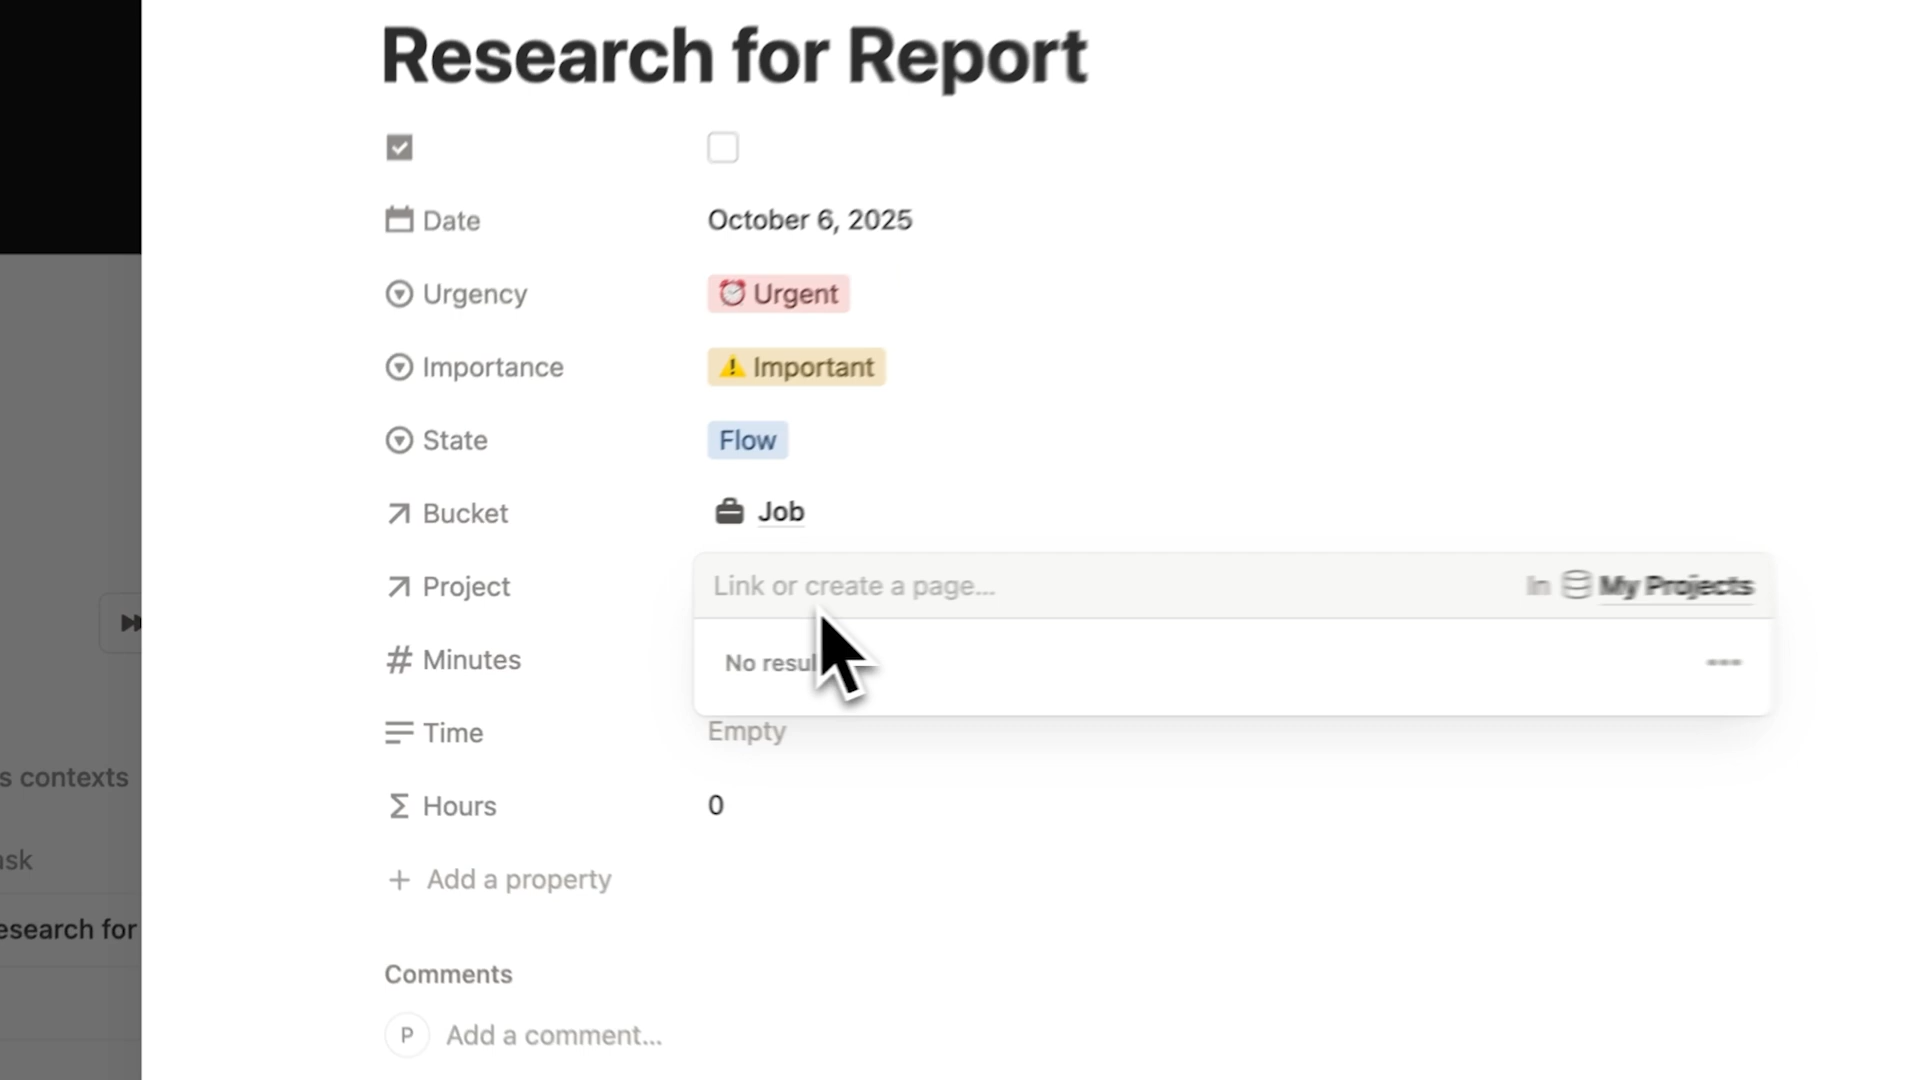 Research for Report
Date October 6, 2025
Urgency ⏰ Urgent
Importance ⚠️ Important
State Flow
Bucket Job
Project Link or create a page... In My Projects
Minutes No resul
Time Empty
Hours 0
+ Add a property
Comments
P Add a comment...
s contexts
ask
esearch for